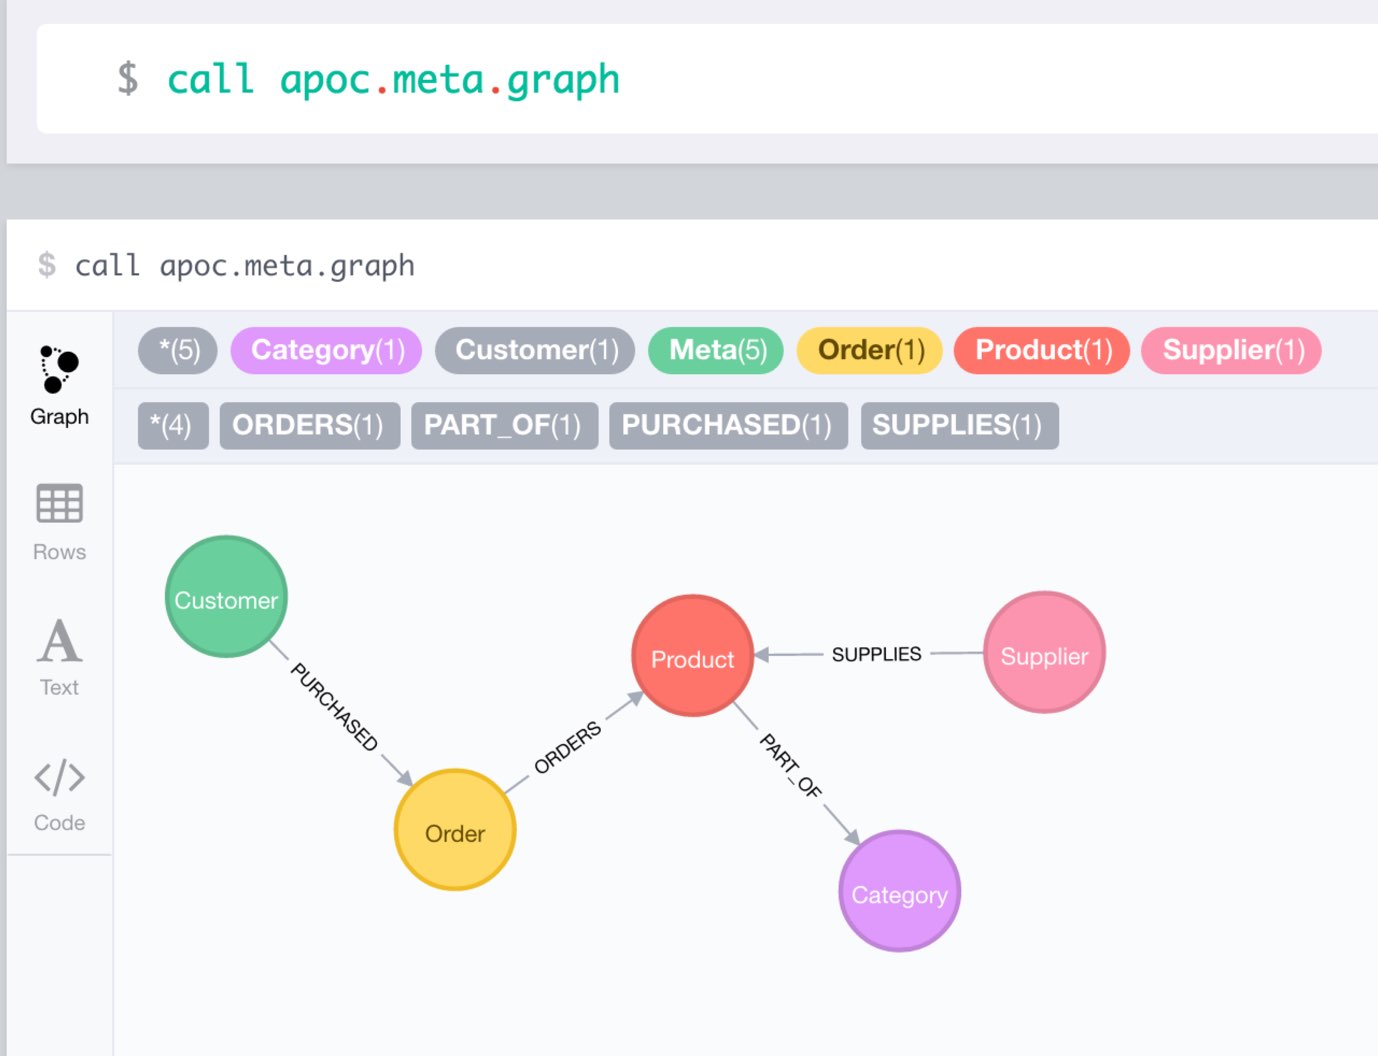 $ call apoc.meta.graph
$ call apoc.meta.graph
*(5) Category(1) Customer(1) Meta(5) Order(1) Product(1) Supplier(1)
*(4) ORDERS(1) PART_OF(1) PURCHASED(1) SUPPLIES(1)
Graph
Rows
Text
Code
Customer
PURCHASED
Order
ORDERS
Product
SUPPLIES
Supplier
PART_OF
Category